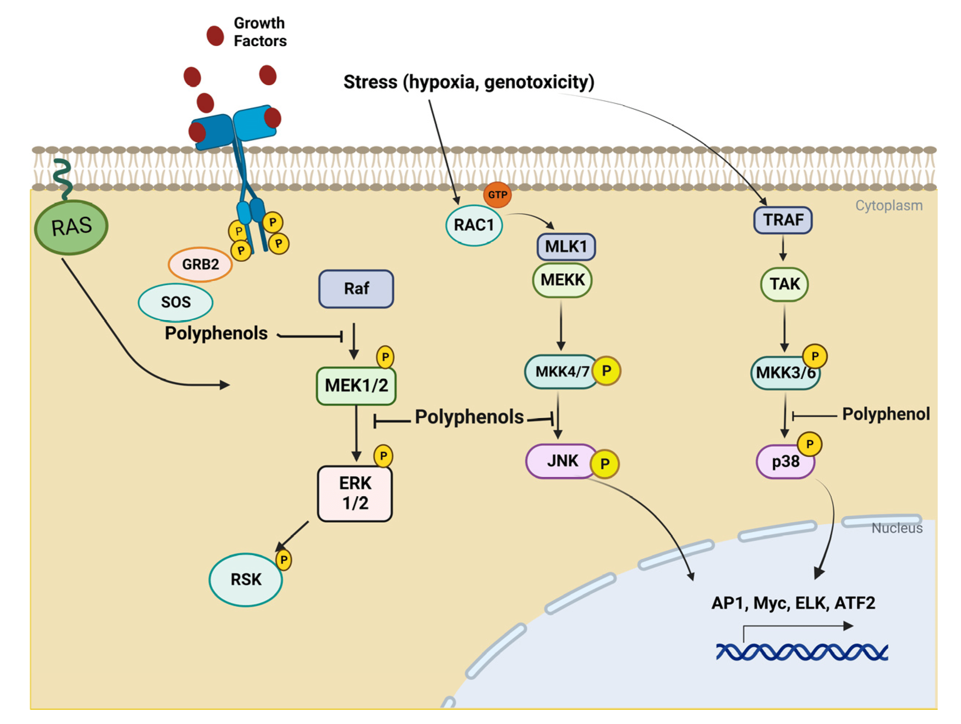 Growth
Factors
Stress (hypoxia, genotoxicity)
Cytoplasm
GTP
RAS
RAC1
TRAF
P
P
P
P
GRB2
MLK1
MEKK
SOS
Raf
TAK
Polyphenols
P
MEK1/2
MKK4/7
P
MKK3/6
P
Polyphenols
Polyphenol
P
ERK
1/2
JNK
P
p38
P
Nucleus
P
RSK
AP1, Myc, ELK, ATF2